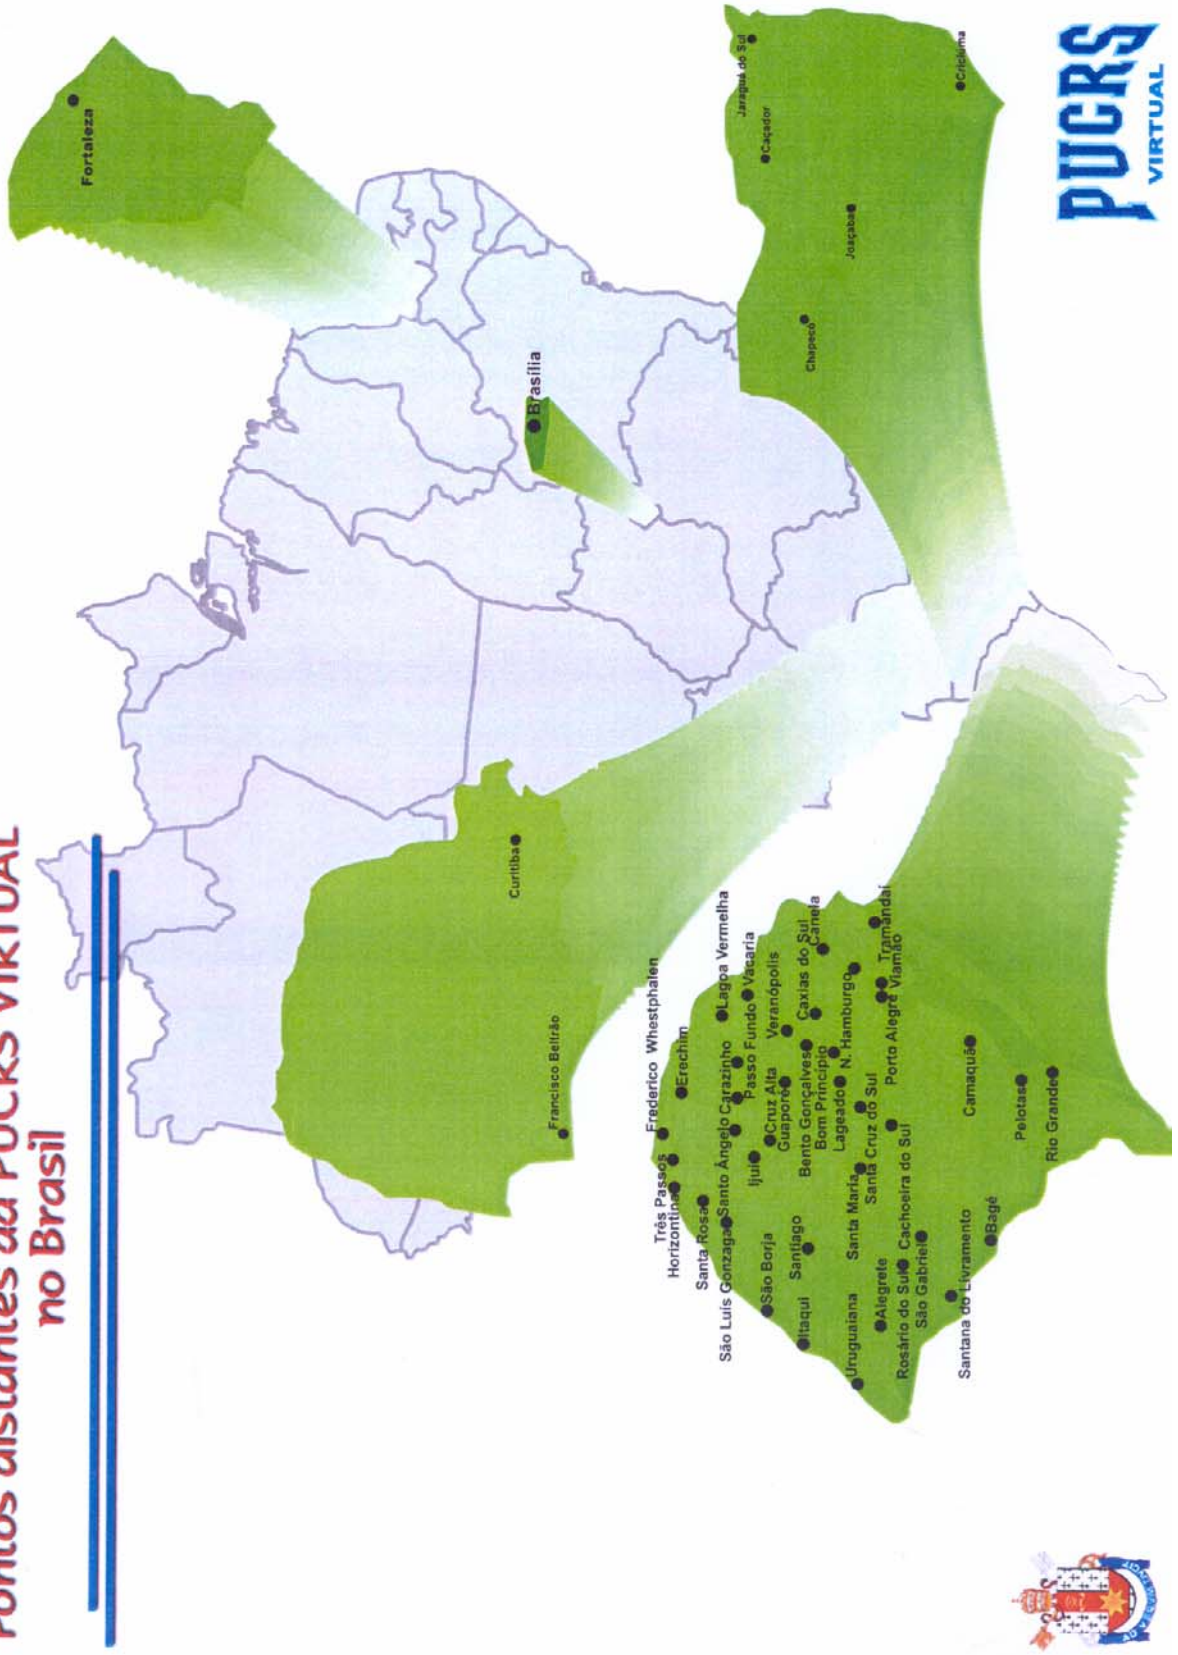 Pontos distantes da PUCRS VIRTUAL
no Brasil
Fortaleza
Brasília
Curitiba
Francisco Beltrão
Jaraguá do Sul
Caçador
Joaçaba
Chapecó
Criciúma
Frederico Whestphalen
Três Passos
Horizontina
Erechim
Santa Rosa
Lagoa Vermelha
Santo Ângelo
Carazinho
São Luís Gonzaga
Passo Fundo
Vacaria
Ijuí
Cruz Alta
Veranópolis
São Borja
Guaporé
Caxias do Sul
Canela
Santiago
Bento Gonçalves
Itaqui
Bom Princípio
N. Hamburgo
Lageado
Santa Maria
Santa Cruz do Sul
Uruguaiana
Alegrete
Tramandaí
Porto Alegre
Viamão
Rosário do Sul
Cachoeira do Sul
São Gabriel
Santana do Livramento
Camaquã
Bagé
Pelotas
Rio Grande
PUCRS
VIRTUAL